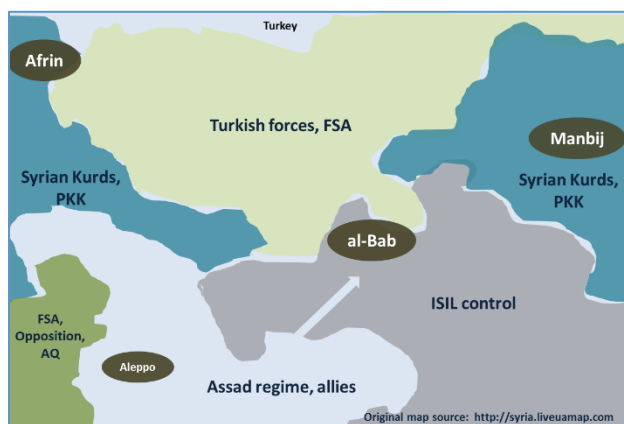 Turkey
Afrin
Turkish forces, FSA
Manbij
Syrian Kurds,
PKK
Syrian Kurds,
PKK
al-Bab
ISIL control
FSA,
Opposition,
AQ
Aleppo
Assad regime, allies
Original map source: http://syria.liveuamap.com